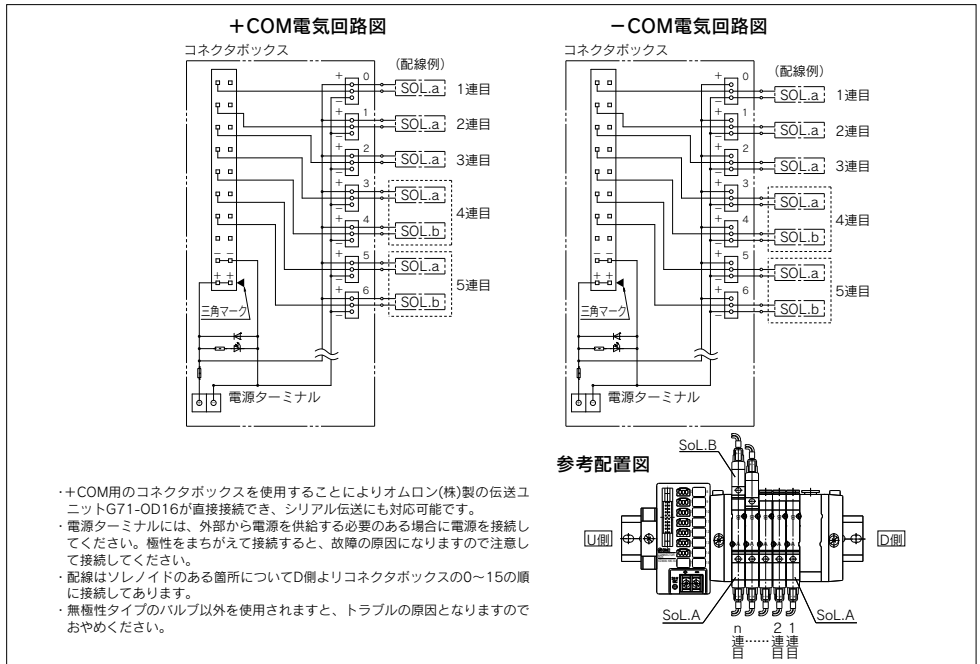 +COM電気回路図
コネクタボックス
(配線例)
+
0
SOL.a
1連目
−
+
1
SOL.a
2連目
−
+
2
SOL.a
3連目
−
+
3
SOL.a
4連目
−
+
4
SOL.b
−
+
5
SOL.a
5連目
−
+
6
SOL.b
−
− −
+ +
三角マーク
電源ターミナル
−COM電気回路図
コネクタボックス
(配線例)
+
0
SOL.a
1連目
−
+
1
SOL.a
2連目
−
+
2
SOL.a
3連目
−
+
3
SOL.a
4連目
−
+
4
SOL.b
−
+
5
SOL.a
5連目
−
+
6
SOL.b
−
− −
+ +
三角マーク
電源ターミナル
・+COM用のコネクタボックスを使用することによりオムロン(株)製の伝送ユ
ニットG71-OD16が直接接続でき、シリアル伝送にも対応可能です。
・電源ターミナルには、外部から電源を供給する必要のある場合に電源を接続し
てください。極性をまちがえて接続すると、故障の原因になりますので注意し
て接続してください。
・配線はソレノイドのある箇所についてD側よりコネクタボックスの0〜15の順
に接続してあります。
・無極性タイプのバルブ以外を使用されますと、トラブルの原因となりますので
おやめください。
参考配置図
SoL.B
U側
D側
SoL.A
SoL.A
n連目
……
2連目
1連目